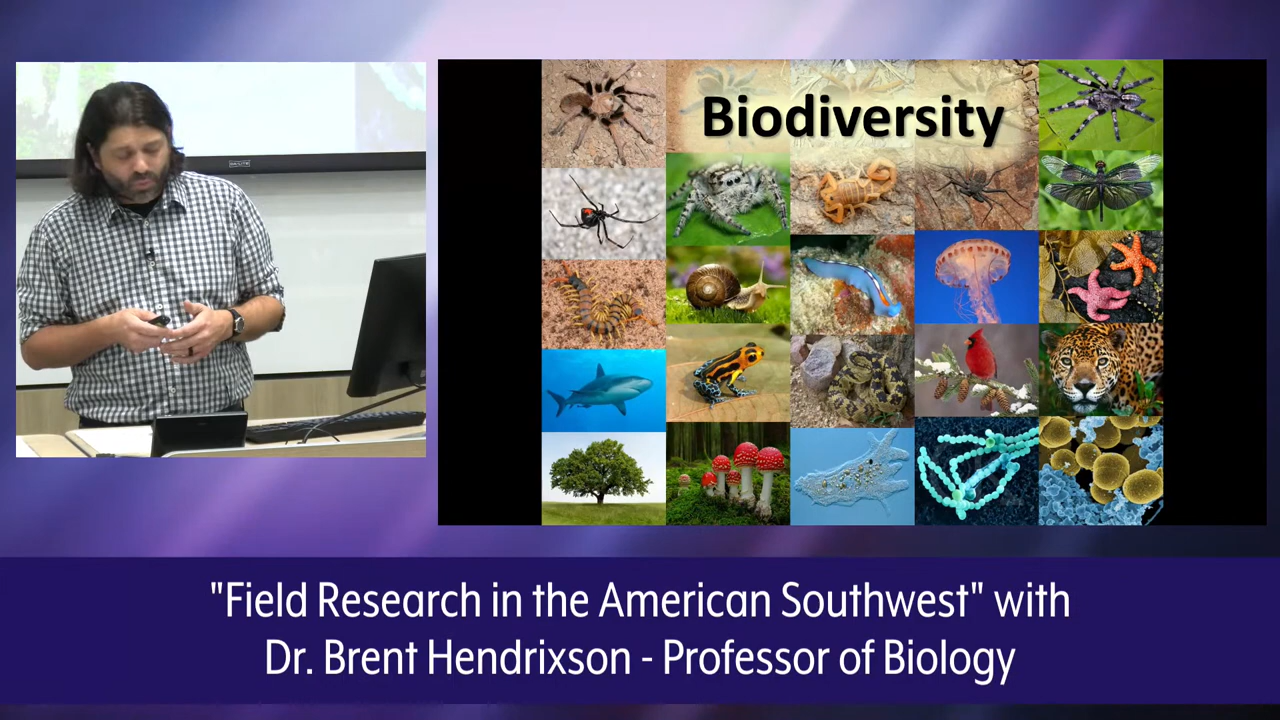 Biodiversity
"Field Research in the American Southwest" with
Dr. Brent Hendrixson - Professor of Biology